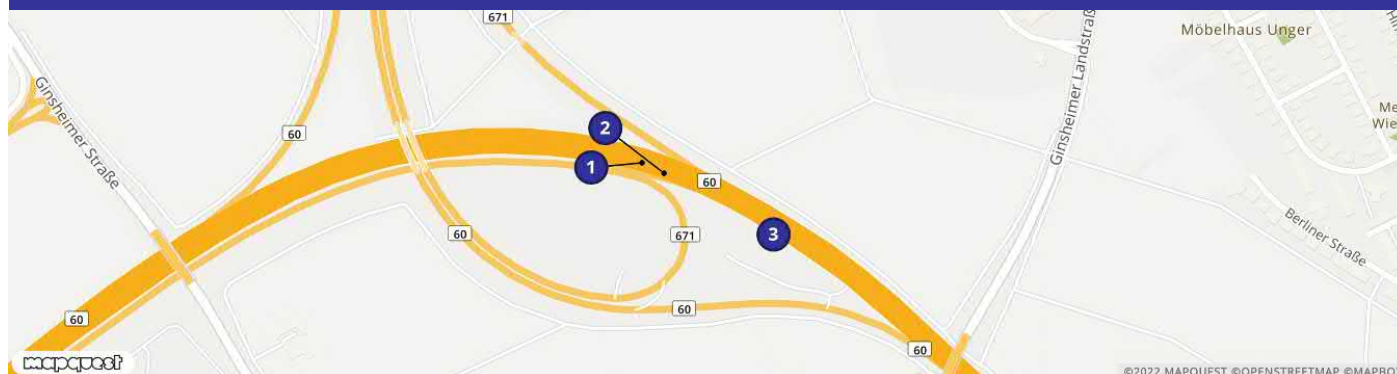 671
Möbelhaus Unger
Ginsheimer Straße
Ginsheimer Landstraße
60
2
1
60
3
671
60
60
60
60
Berliner Straße
mapquest
©2022 MAPQUEST ©OPENSTREETMAP ©MAPBO